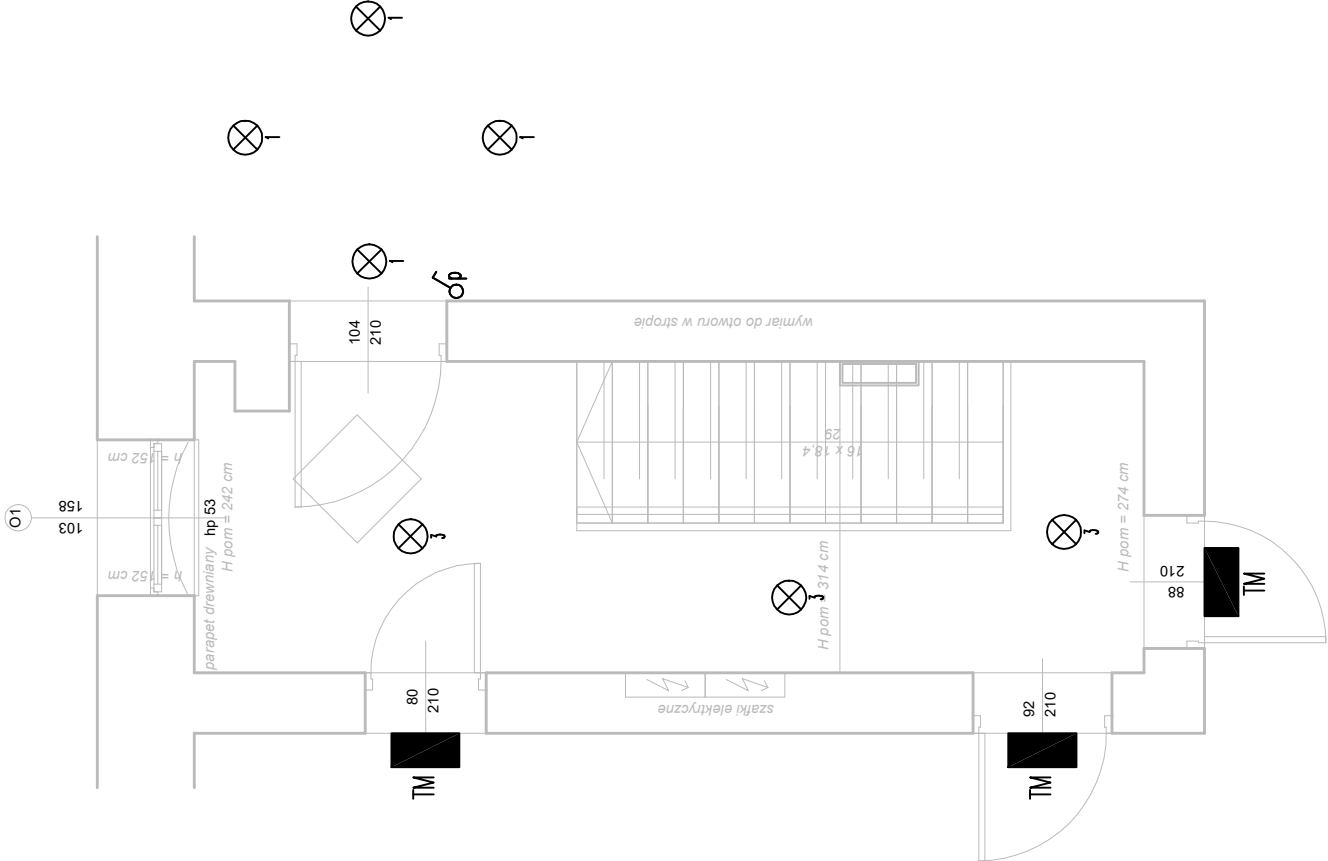 1
1
1
1
p
104
210
wymiar do otworu w stropie
O1
103
158
h = 152 cm
h = 152 cm
hp 53
parapet drewniany
H pom = 242 cm
3
16 x 18,4
29
3
H pom = 314 cm
3
H pom = 274 cm
88
210
TM
80
210
szafki elektryczne
92
210
TM
TM